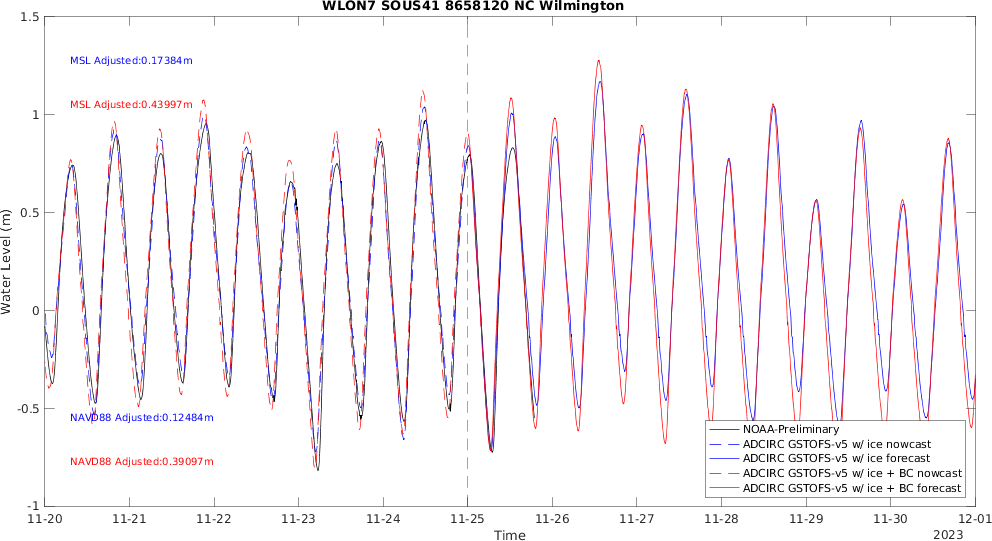 WLON7 SOUS41 8658120 NC Wilmington
1.5
1
0.5
0
-0.5
-1
Water Level (m)
MSL Adjusted:0.17384m
MSL Adjusted:0.43997m
NAVD88 Adjusted:0.12484m
NAVD88 Adjusted:0.39097m
NOAA-Preliminary
ADCIRC GSTOFS-v5 w/ ice nowcast
ADCIRC GSTOFS-v5 w/ ice forecast
ADCIRC GSTOFS-v5 w/ ice + BC nowcast
ADCIRC GSTOFS-v5 w/ ice + BC forecast
11-20 11-21 11-22 11-23 11-24 11-25 11-26 11-27 11-28 11-29 11-30 12-01
Time
2023